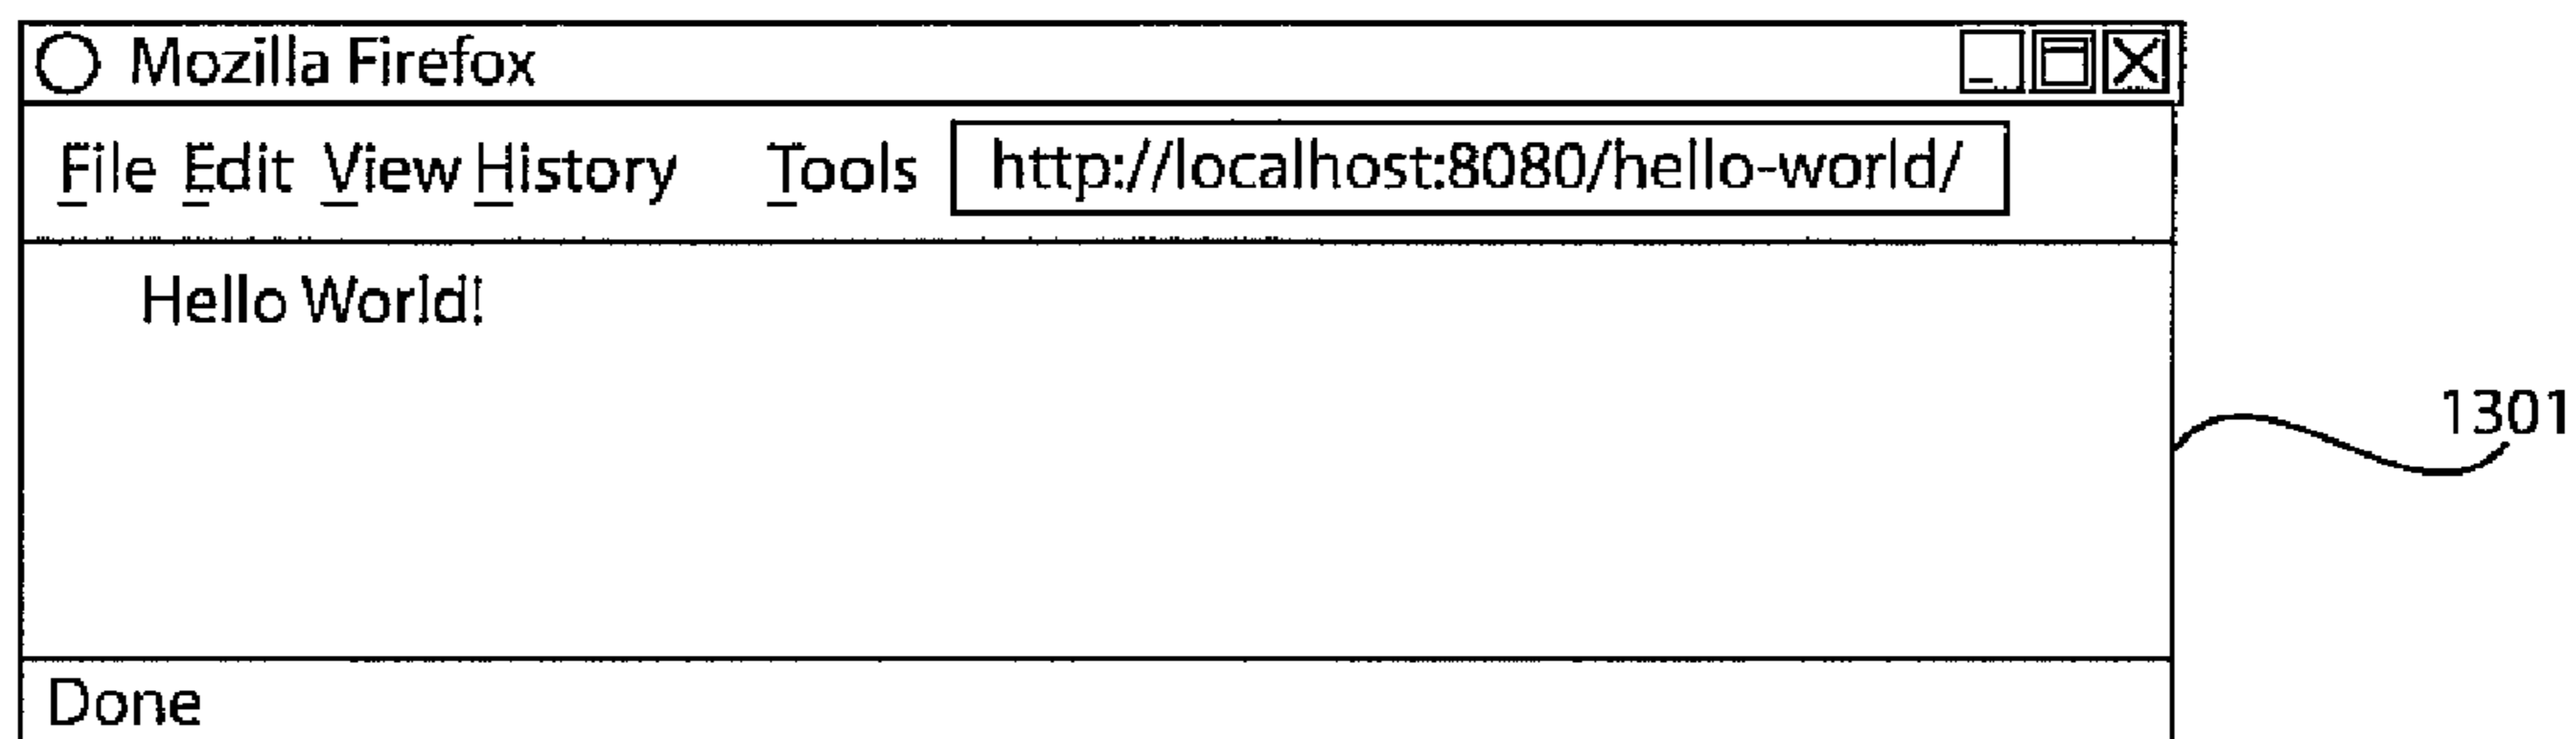 Mozilla Firefox
File Edit View History Tools http://localhost:8080/hello-world/
Hello World!
1301
Done